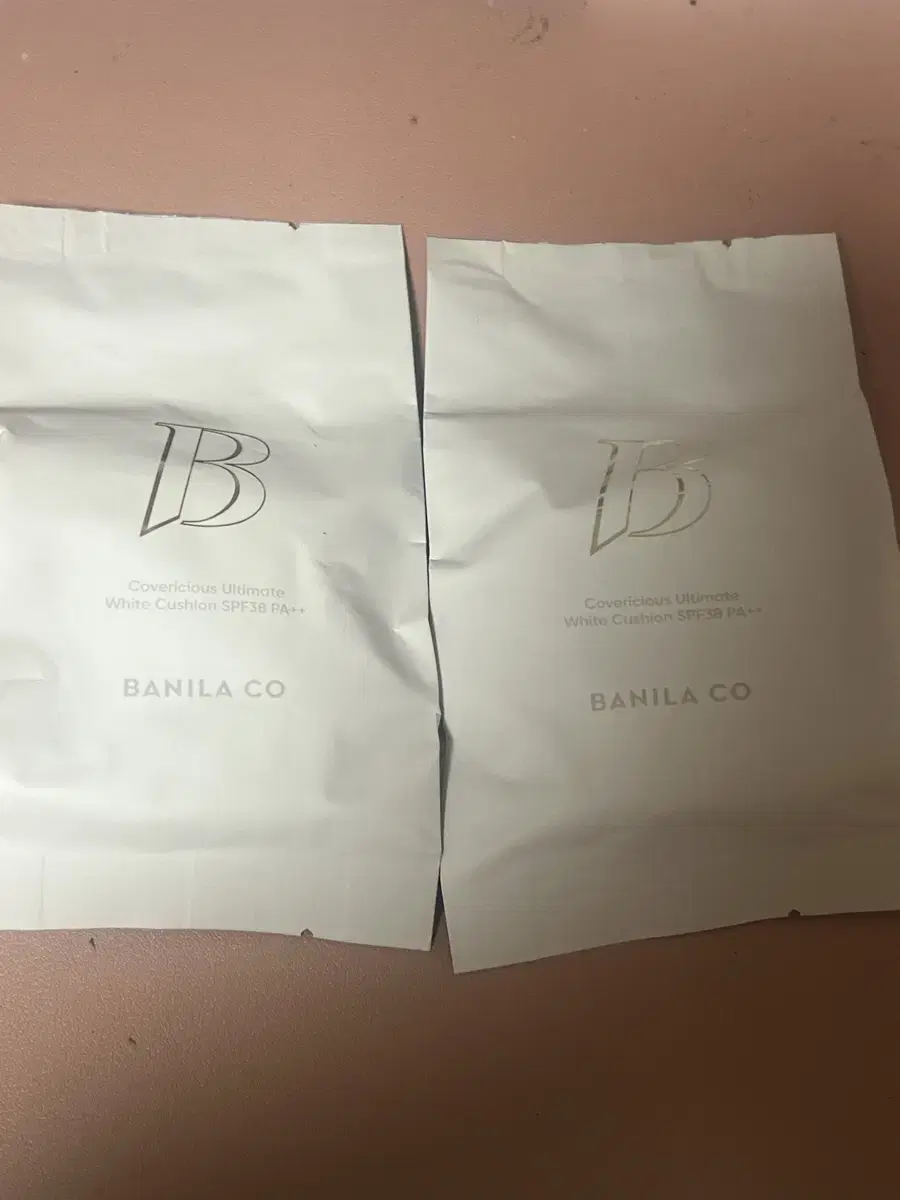 B
Covericious Ultimate
White Cushion SPF38 PA++
BANILA CO
B
Covericious Ultimate
White Cushion SPF38 PA++
BANILA CO